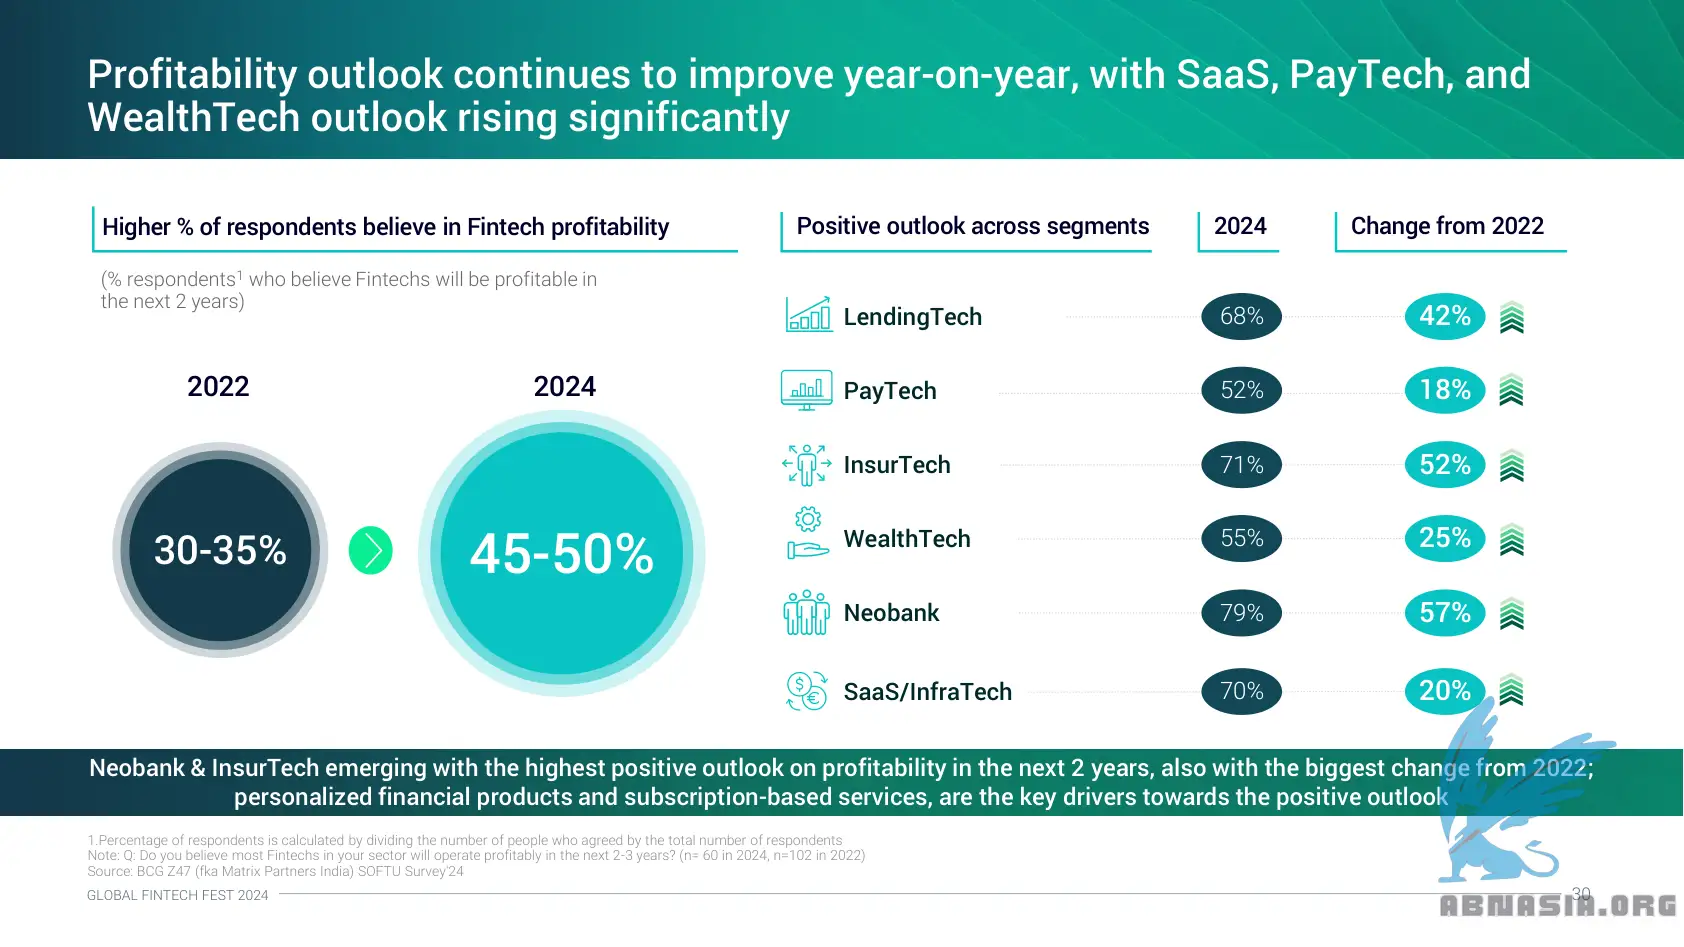 Profitability outlook continues to improve year-on-year, with SaaS, PayTech, and
WealthTech outlook rising significantly
Higher % of respondents believe in Fintech profitability
(% respondents¹ who believe Fintechs will be profitable in
the next 2 years)
2022
2024
30-35%
45-50%
Positive outlook across segments
2024
Change from 2022
LendingTech
68%
42%
PayTech
52%
18%
InsurTech
71%
52%
WealthTech
55%
25%
Neobank
79%
57%
SaaS/InfraTech
70%
20%
Neobank & InsurTech emerging with the highest positive outlook on profitability in the next 2 years, also with the biggest change from 2022;
personalized financial products and subscription-based services, are the key drivers towards the positive outlook
1.Percentage of respondents is calculated by dividing the number of people who agreed by the total number of respondents
Note: Q: Do you believe most Fintechs in your sector will operate profitably in the next 2-3 years? (n= 60 in 2024, n=102 in 2022)
Source: BCG Z47 (fka Matrix Partners India) SOFTU Survey'24
GLOBAL FINTECH FEST 2024
30
ABNASIA.ORG